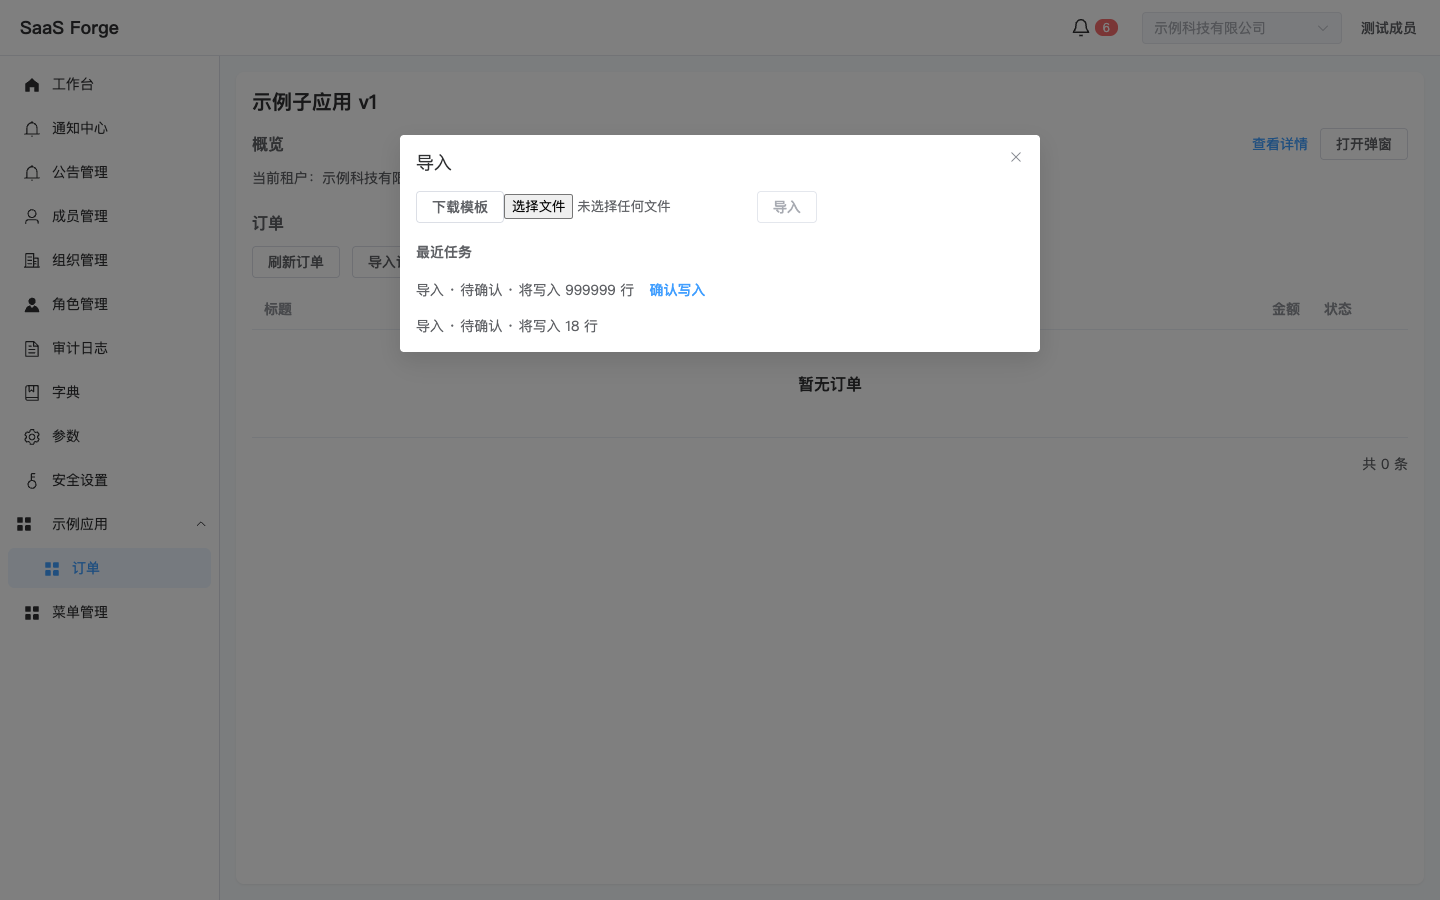 SaaS Forge
6
示例科技有限公司
测试成员
工作台
通知中心
公告管理
成员管理
组织管理
角色管理
审计日志
字典
参数
安全设置
示例应用
订单
菜单管理
示例子应用 v1
概览
查看详情
打开弹窗
当前租户：示例科技有限
订单
刷新订单
导入
标题
金额
状态
暂无订单
共 0 条
导入
下载模板
选择文件 未选择任何文件
导入
最近任务
导入 · 待确认 · 将写入 999999 行 确认写入
导入 · 待确认 · 将写入 18 行